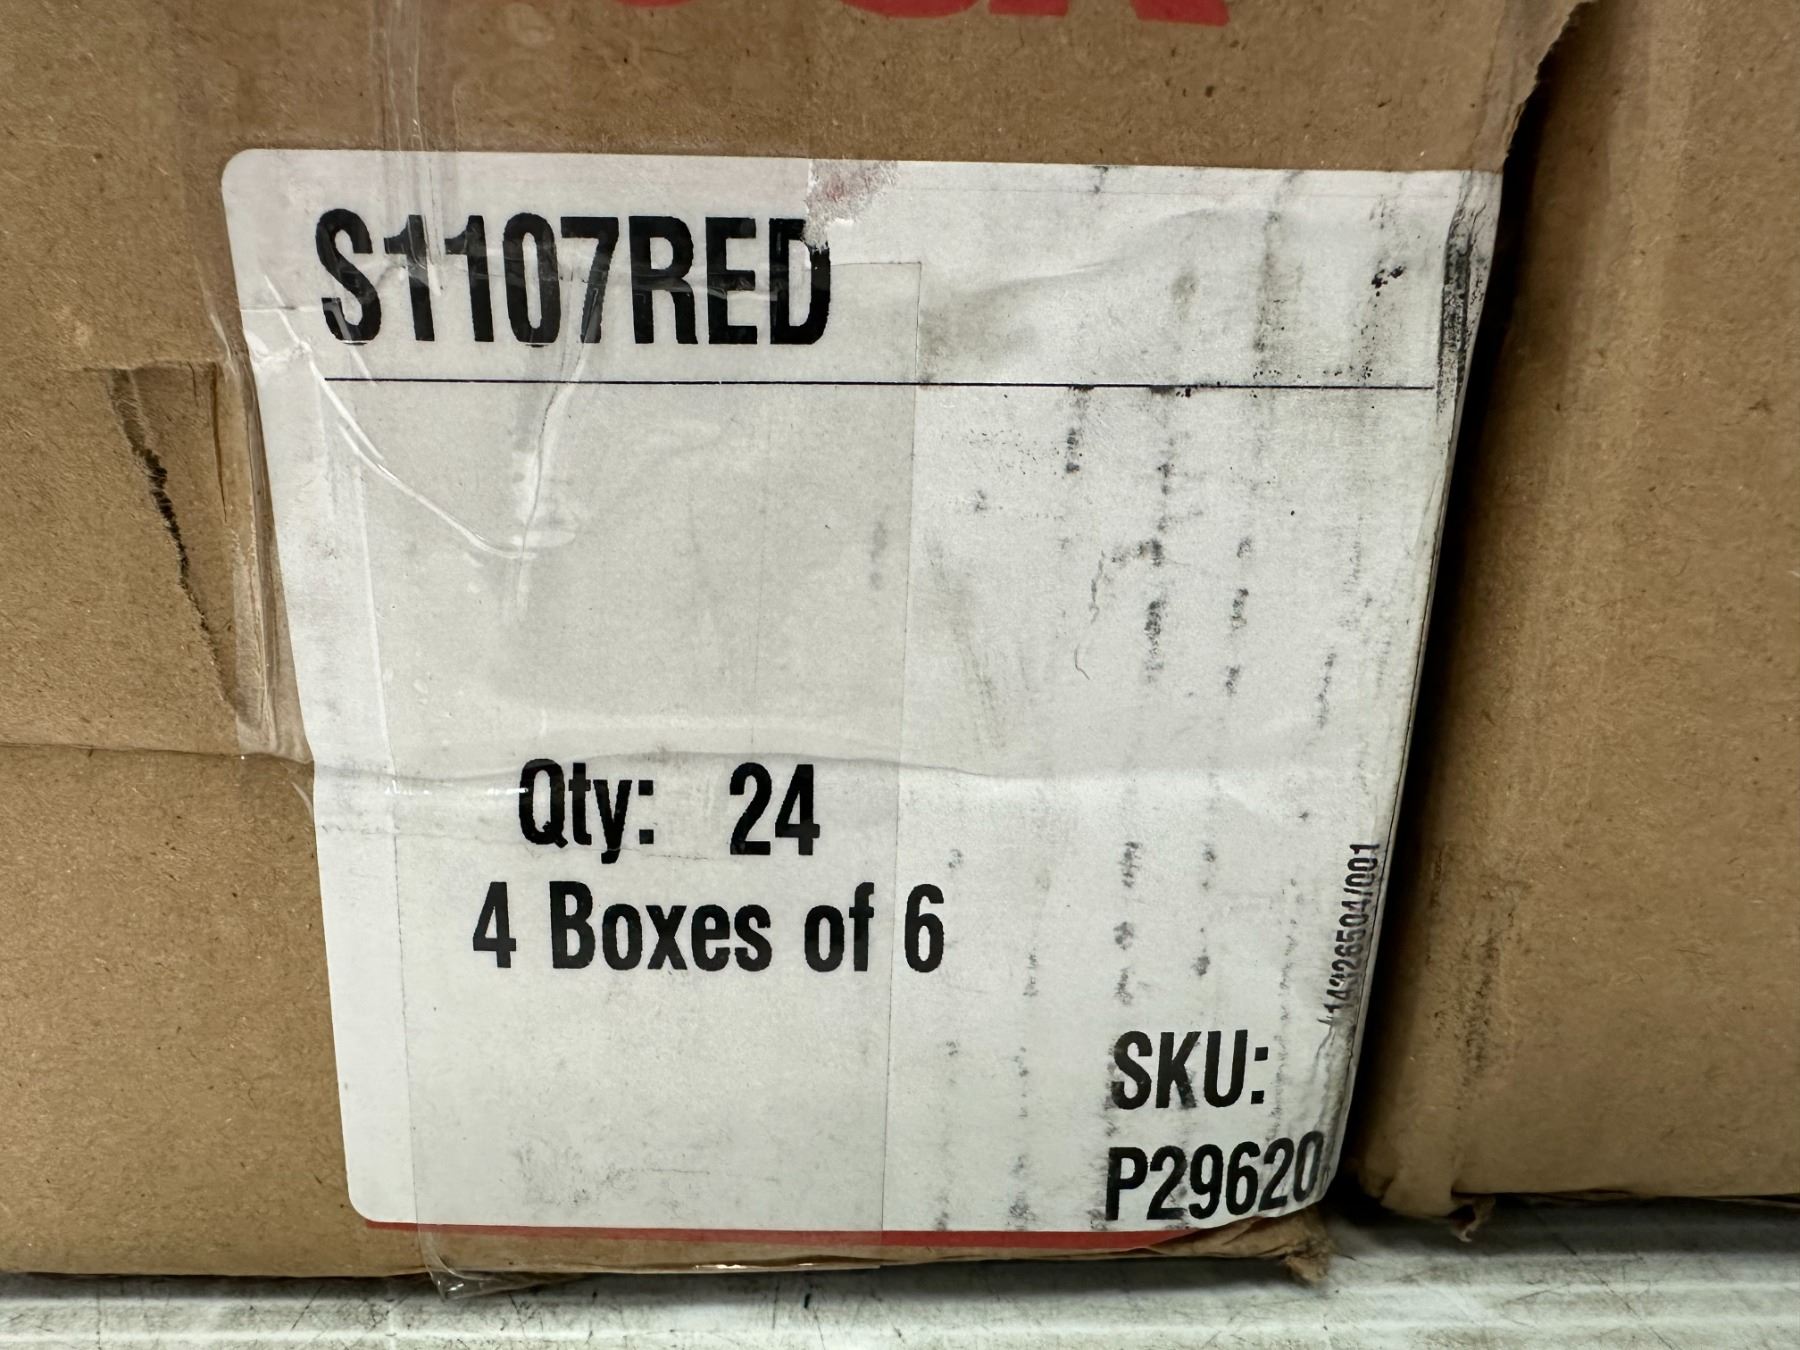 S1107RED
Qty: 24
4 Boxes of 6
SKU:
P29620